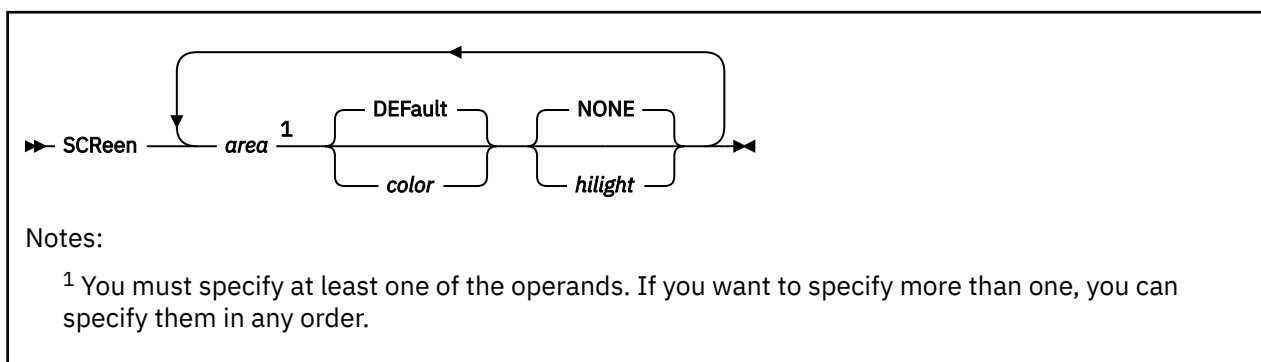 DEFault NONE
SCReen area 1
color hilight
Notes:
1 You must specify at least one of the operands. If you want to specify more than one, you can
specify them in any order.